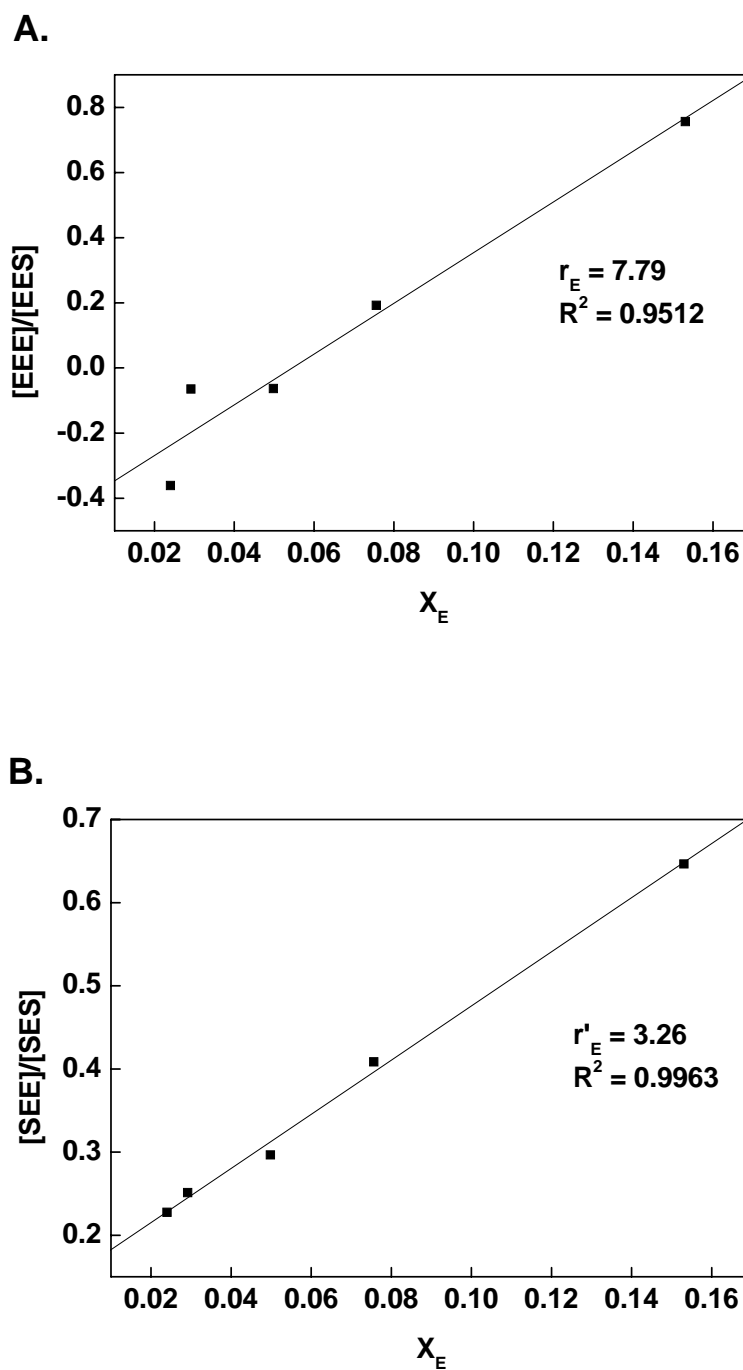 A.
0.8
0.6
0.4
0.2
0.0
-0.2
-0.4
[EEE]/[EES]
r_E = 7.79
R² = 0.9512
0.02 0.04 0.06 0.08 0.10 0.12 0.14 0.16
X_E
B.
0.7
0.6
0.5
0.4
0.3
0.2
[SEE]/[SES]
r'_E = 3.26
R² = 0.9963
0.02 0.04 0.06 0.08 0.10 0.12 0.14 0.16
X_E